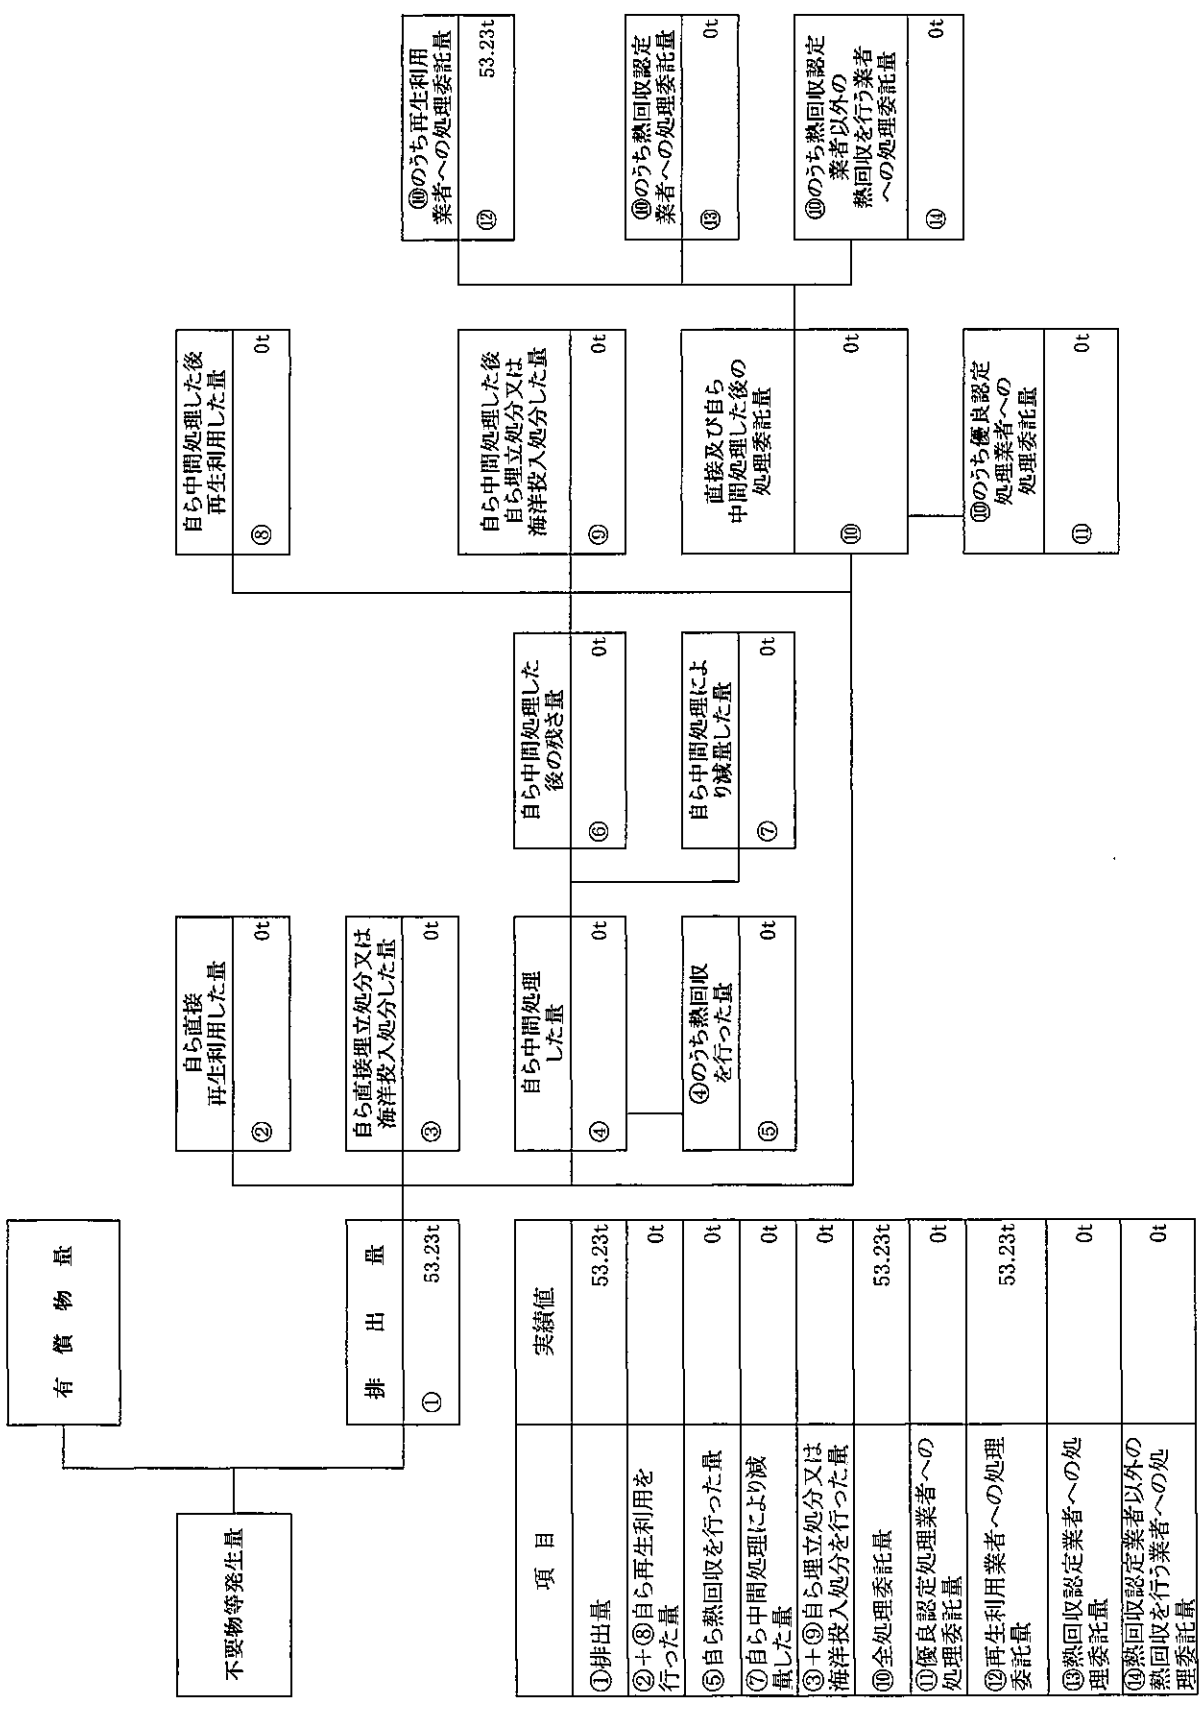 不要物等発生量
有償物量
排出量
① 53.23t
自ら直接
再生利用した量
② 0t
自ら直接埋立処分又は
海洋投入処分した量
③ 0t
自ら中間処理
した量
④ 0t
④のうち熱回収
を行った量
⑤ 0t
自ら中間処理した
後の残さ量
⑥ 0t
自ら中間処理によ
り減量した量
⑦ 0t
自ら中間処理した後
再生利用した量
⑧ 0t
自ら中間処理した後
自ら埋立処分又は
海洋投入処分した量
⑨ 0t
直接及び自ら
中間処理した後の
処理委託量
⑩ 0t
⑩のうち優良認定
処理業者への
処理委託量
⑪ 0t
⑩のうち再生利用
業者への処理委託量
⑫ 53.23t
⑩のうち熱回収認定
業者への処理委託量
⑬ 0t
⑩のうち熱回収認定
業者以外の
熱回収を行う業者
への処理委託量
⑭ 0t
項目 実績値
①排出量 53.23t
②+⑧自ら再生利用を
行った量 0t
⑤自ら熱回収を行った量 0t
⑦自ら中間処理により減
量した量 0t
③+⑨自ら埋立処分又は
海洋投入処分を行った量 0t
⑩全処理委託量 53.23t
⑪優良認定処理業者への
処理委託量 0t
⑫再生利用業者への処理
委託量 53.23t
⑬熱回収認定業者への処
理委託量 0t
⑭熱回収認定業者以外の
熱回収を行う業者への処
理委託量 0t